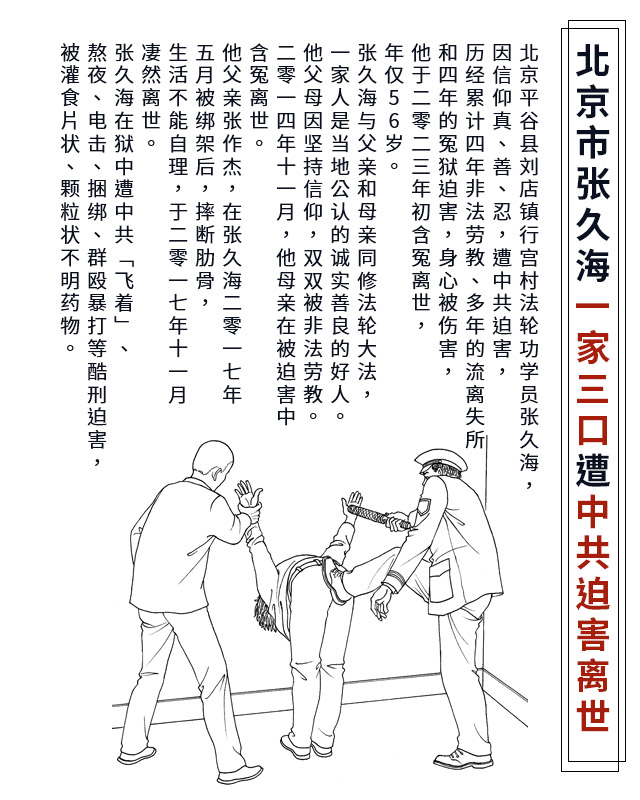 北京市张久海一家三口遭中共迫害离世
北京平谷县刘店镇行宫村法轮功学员张久海，
因信仰真、善、忍，遭中共迫害，
历经累计四年非法劳教、多年的流离失所
和四年的冤狱迫害，身心被伤害，
他于二零二三年初含冤离世，
年仅56岁。
张久海与父亲和母亲同修法轮大法，
一家人是当地公认的诚实善良的好人。
他父母因坚持信仰，双双被非法劳教。
二零一四年十一月，他母亲在被迫害中
含冤离世。
他父亲张作杰，在张久海二零一七年
五月被绑架后，摔断肋骨，
生活不能自理，于二零一七年十一月
凄然离世。
张久海在狱中遭中共「飞着」、
熬夜、电击、捆绑、群殴暴打等酷刑迫害，
被灌食片状、颗粒状不明药物。